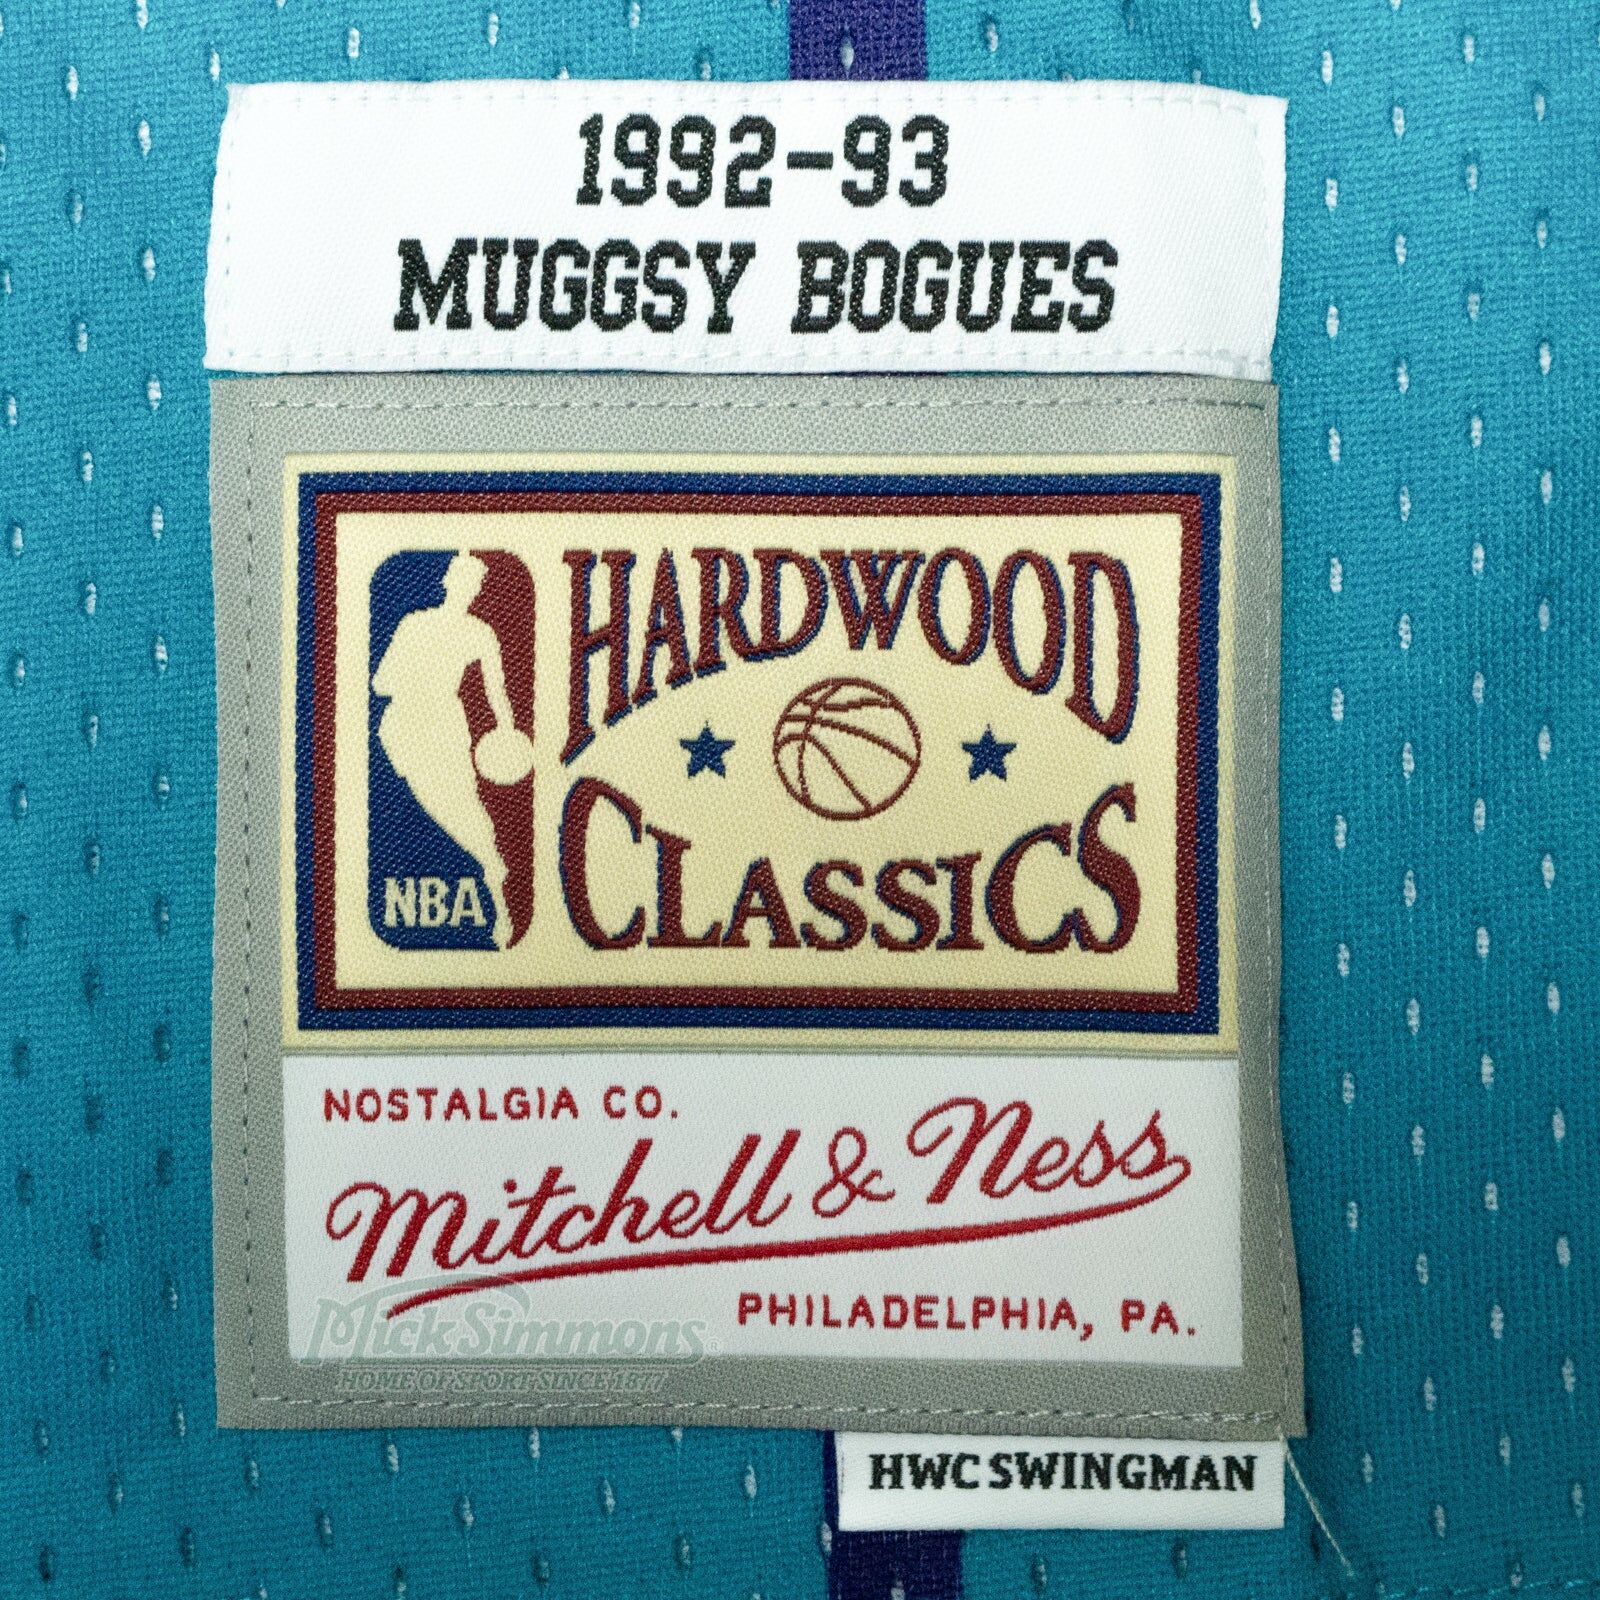 1992-93
MUGGSY BOGUES
HARDWOOD
CLASSICS
NBA
NOSTALGIA CO.
Mitchell & Ness
PHILADELPHIA, PA.
Mick Simmons®
HOME OF SPORT SINCE 1877
HWC SWINGMAN